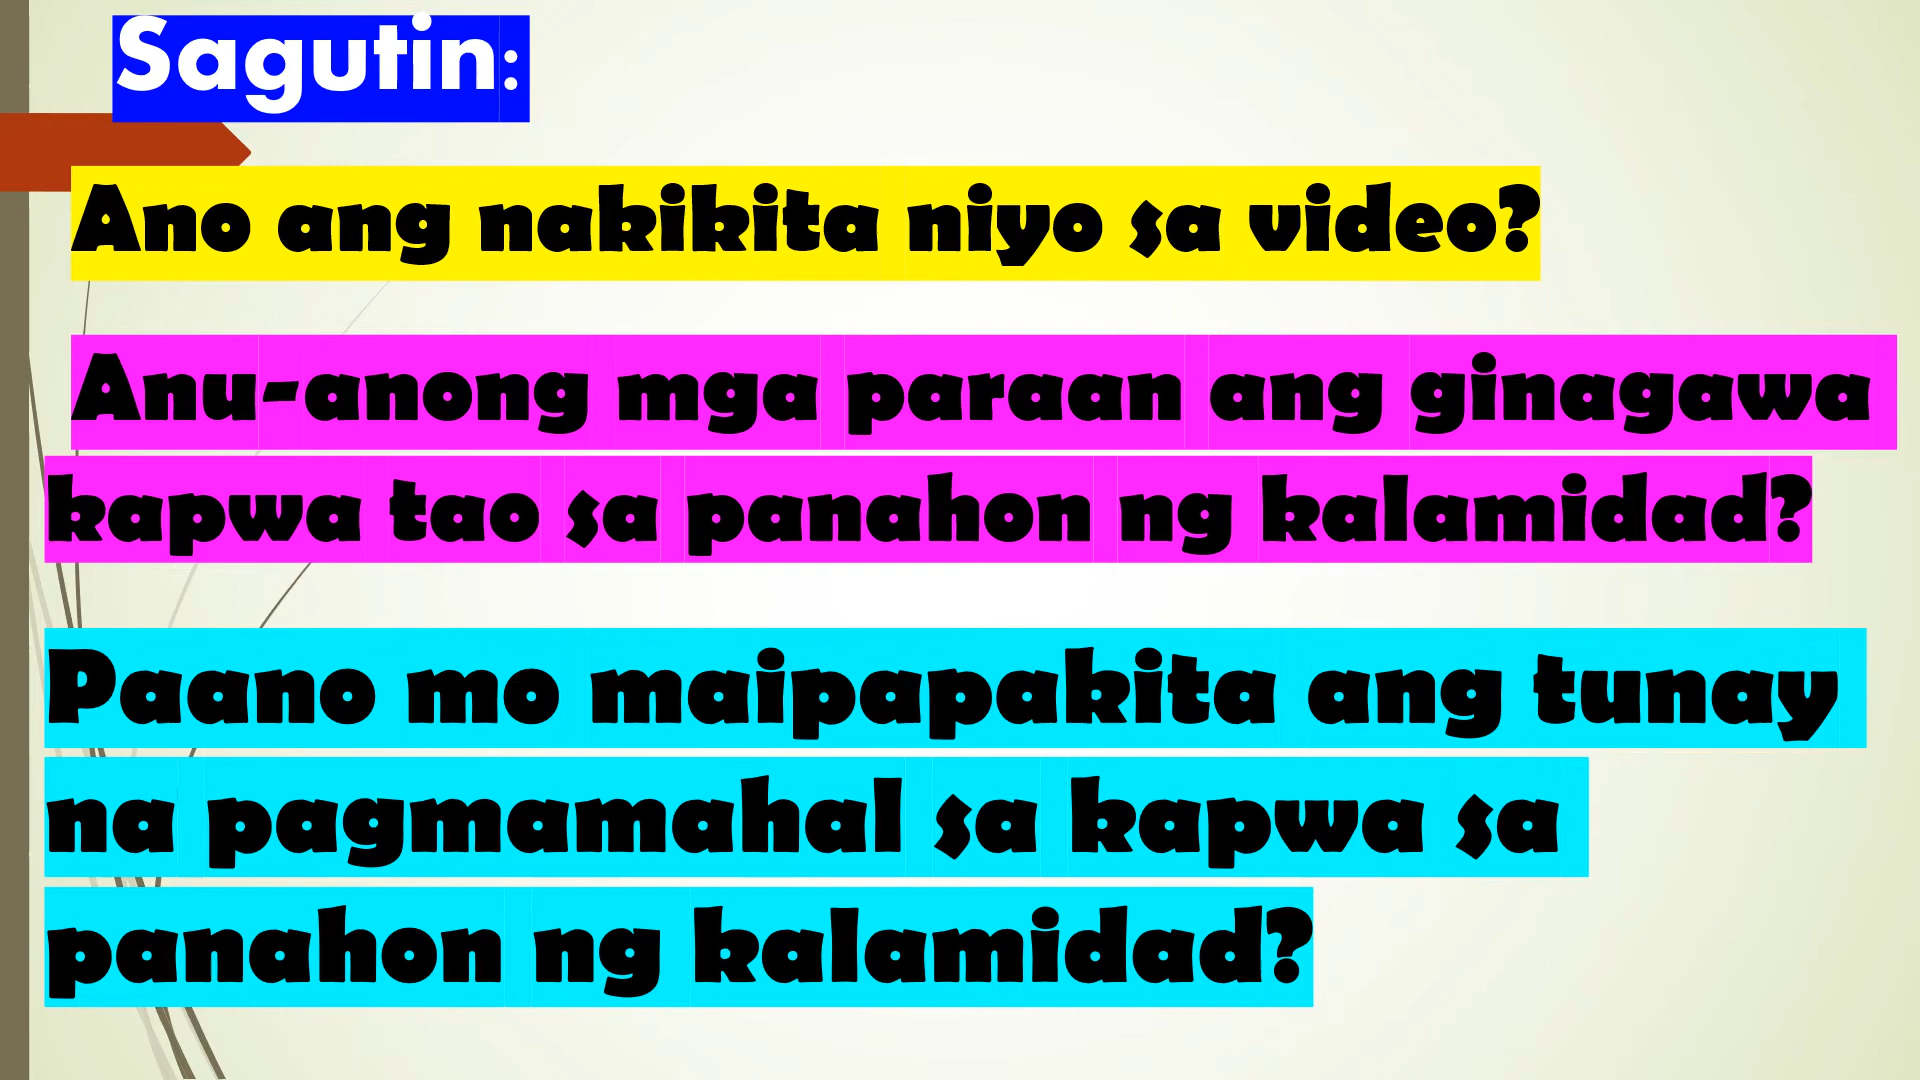 Sagutin:
Ano ang nakikita niyo sa video?
Anu-anong mga paraan ang ginagawa
kapwa tao sa panahon ng kalamidad?
Paano mo maipapakita ang tunay
na pagmamahal sa kapwa sa
panahon ng kalamidad?